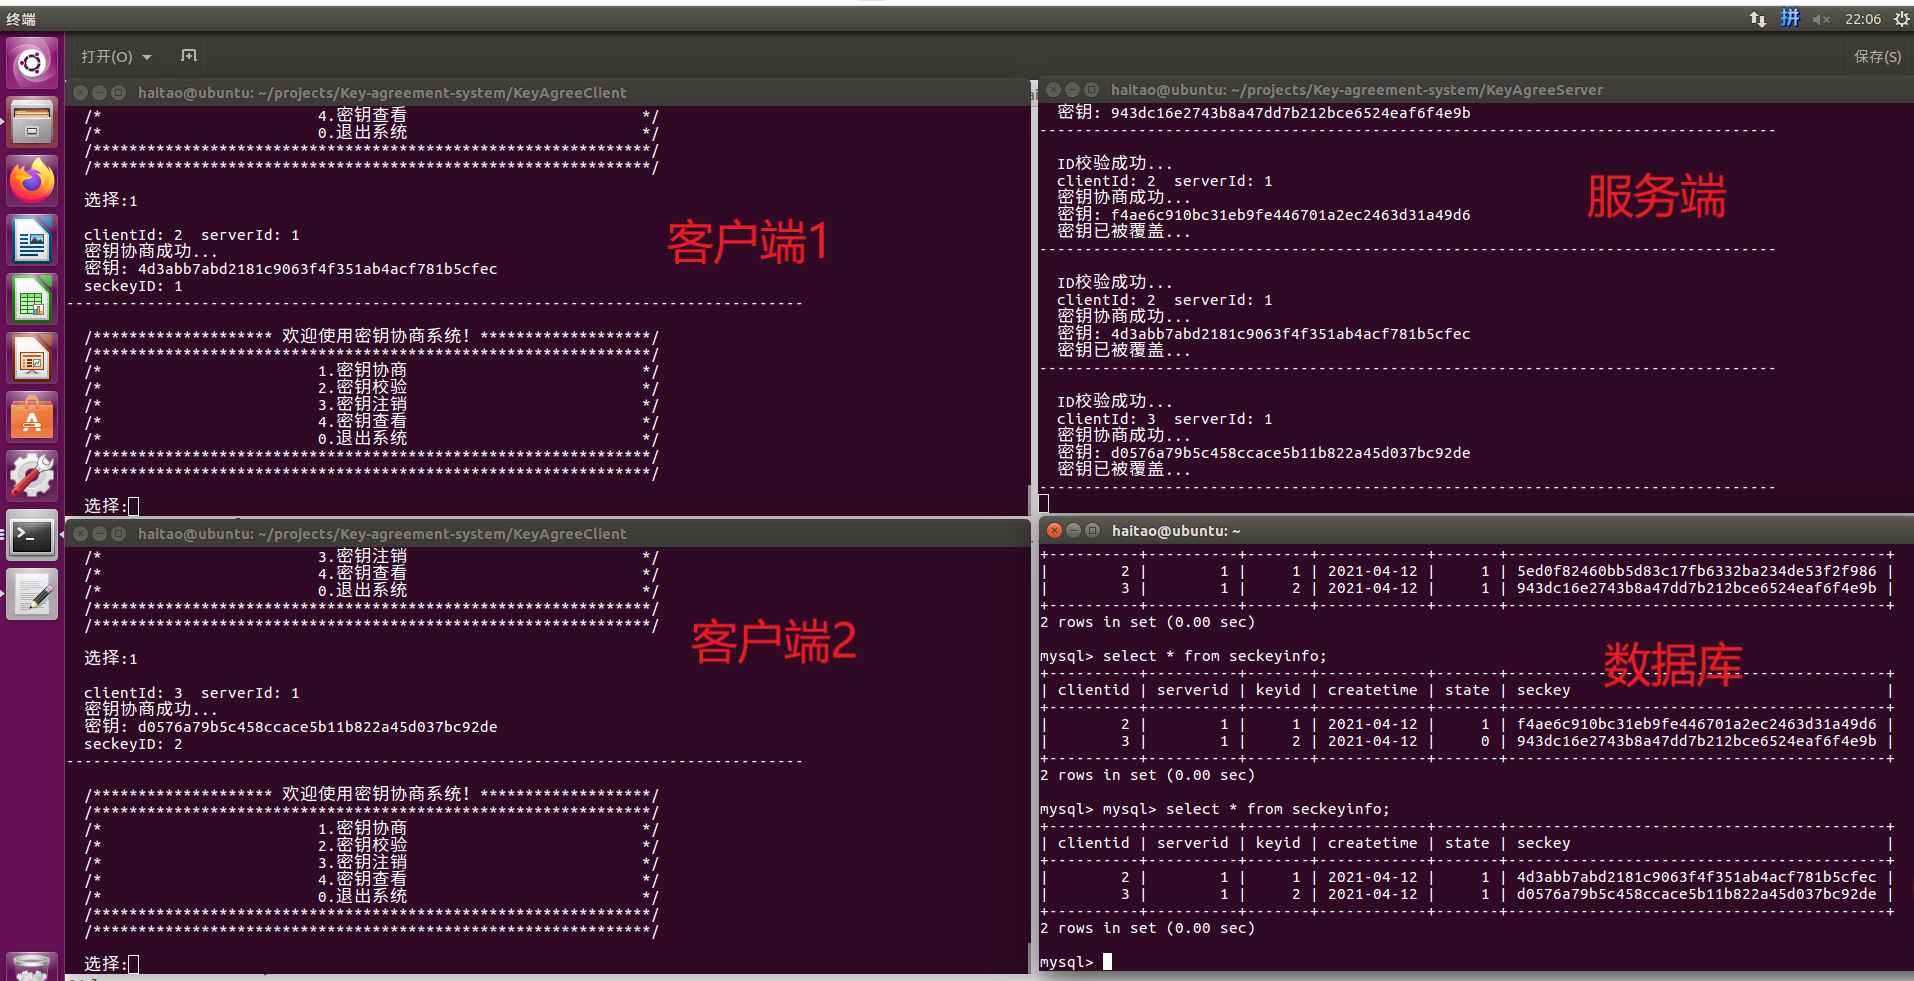 终端
22:06
打开(O)
保存(S)
haitao@ubuntu: ~/projects/Key-agreement-system/KeyAgreeClient
/* 4.密钥查看 */
/* 0.退出系统 */
/**************************************************************/
/**************************************************************/
选择:1
clientId: 2 serverId: 1
密钥协商成功...
密钥: 4d3abb7abd2181c9063f4f351ab4acf781b5cfec
seckeyID: 1
----------------------------------------------------------------------------------
/******************** 欢迎使用密钥协商系统! *******************/
/**************************************************************/
/* 1.密钥协商 */
/* 2.密钥校验 */
/* 3.密钥注销 */
/* 4.密钥查看 */
/* 0.退出系统 */
/**************************************************************/
/**************************************************************/
选择:
客户端1
haitao@ubuntu: ~/projects/Key-agreement-system/KeyAgreeServer
密钥: 943dc16e2743b8a47dd7b212bce6524eaf6f4e9b
----------------------------------------------------------------------------------
ID校验成功...
clientId: 2 serverId: 1
密钥协商成功...
密钥: f4ae6c910bc31eb9fe446701a2ec2463d31a49d6
密钥已被覆盖...
----------------------------------------------------------------------------------
ID校验成功...
clientId: 2 serverId: 1
密钥协商成功...
密钥: 4d3abb7abd2181c9063f4f351ab4acf781b5cfec
密钥已被覆盖...
----------------------------------------------------------------------------------
ID校验成功...
clientId: 3 serverId: 1
密钥协商成功...
密钥: d0576a79b5c458ccace5b11b822a45d037bc92de
密钥已被覆盖...
----------------------------------------------------------------------------------
服务端
haitao@ubuntu: ~/projects/Key-agreement-system/KeyAgreeClient
/* 3.密钥注销 */
/* 4.密钥查看 */
/* 0.退出系统 */
/**************************************************************/
/**************************************************************/
选择:1
clientId: 3 serverId: 1
密钥协商成功...
密钥: d0576a79b5c458ccace5b11b822a45d037bc92de
seckeyID: 2
----------------------------------------------------------------------------------
/******************** 欢迎使用密钥协商系统! *******************/
/**************************************************************/
/* 1.密钥协商 */
/* 2.密钥校验 */
/* 3.密钥注销 */
/* 4.密钥查看 */
/* 0.退出系统 */
/**************************************************************/
/**************************************************************/
选择:
客户端2
haitao@ubuntu: ~
+----------+----------+-------+------------+-------+------------------------------------------+
| 2 | 1 | 1 | 2021-04-12 | 1 | 5ed0f82460bb5d83c17fb6332ba234de53f2f986 |
| 3 | 1 | 2 | 2021-04-12 | 1 | 943dc16e2743b8a47dd7b212bce6524eaf6f4e9b |
+----------+----------+-------+------------+-------+------------------------------------------+
2 rows in set (0.00 sec)
mysql> select * from seckeyinfo;
+----------+----------+-------+------------+-------+------------------------------------------+
| clientid | serverid | keyid | createtime | state | seckey |
+----------+----------+-------+------------+-------+------------------------------------------+
| 2 | 1 | 1 | 2021-04-12 | 1 | f4ae6c910bc31eb9fe446701a2ec2463d31a49d6 |
| 3 | 1 | 2 | 2021-04-12 | 0 | 943dc16e2743b8a47dd7b212bce6524eaf6f4e9b |
+----------+----------+-------+------------+-------+------------------------------------------+
2 rows in set (0.00 sec)
mysql> mysql> select * from seckeyinfo;
+----------+----------+-------+------------+-------+------------------------------------------+
| clientid | serverid | keyid | createtime | state | seckey |
+----------+----------+-------+------------+-------+------------------------------------------+
| 2 | 1 | 1 | 2021-04-12 | 1 | 4d3abb7abd2181c9063f4f351ab4acf781b5cfec |
| 3 | 1 | 2 | 2021-04-12 | 1 | d0576a79b5c458ccace5b11b822a45d037bc92de |
+----------+----------+-------+------------+-------+------------------------------------------+
2 rows in set (0.00 sec)
mysql>
数据库